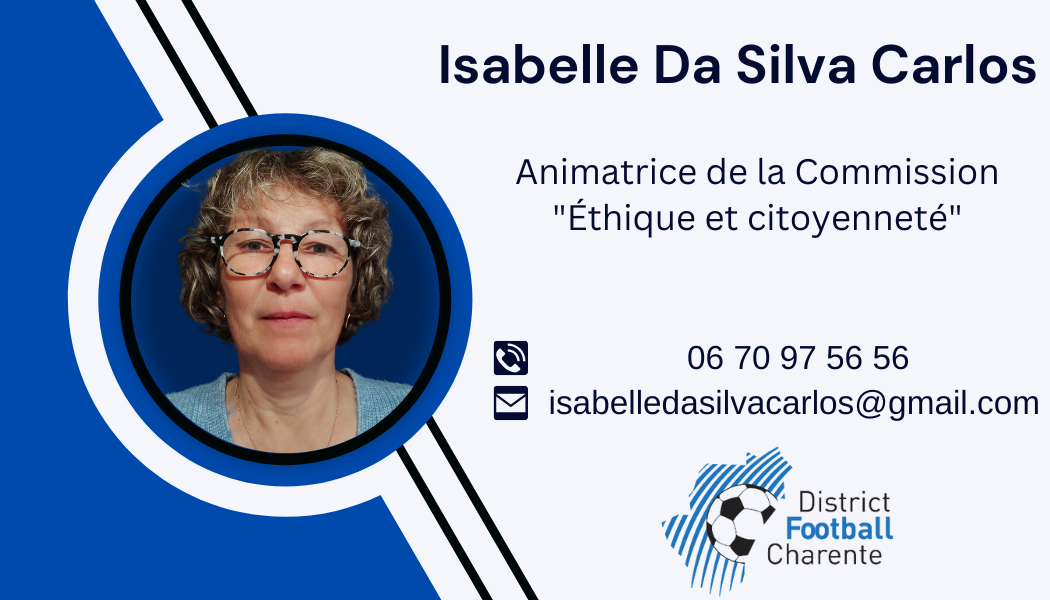 Isabelle Da Silva Carlos
Animatrice de la Commission
"Éthique et citoyenneté"
06 70 97 56 56
isabelledasilvacarlos@gmail.com
District
Football
Charente